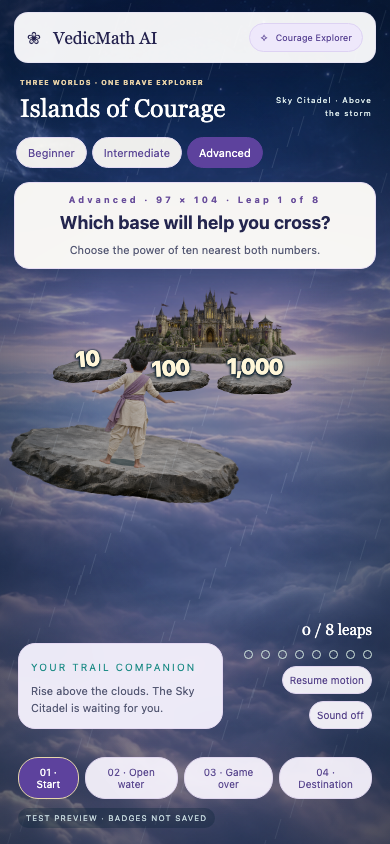 VedicMath AI
✧ Courage Explorer
THREE WORLDS · ONE BRAVE EXPLORER
Islands of Courage
Sky Citadel · Above
the storm
Beginner
Intermediate
Advanced
Advanced · 97 × 104 · Leap 1 of 8
Which base will help you cross?
Choose the power of ten nearest both numbers.
10
100
1,000
0 / 8 leaps
YOUR TRAIL COMPANION
Rise above the clouds. The Sky
Citadel is waiting for you.
Resume motion
Sound off
01 ·
Start
02 · Open
water
03 · Game
over
04 ·
Destination
TEST PREVIEW · BADGES NOT SAVED